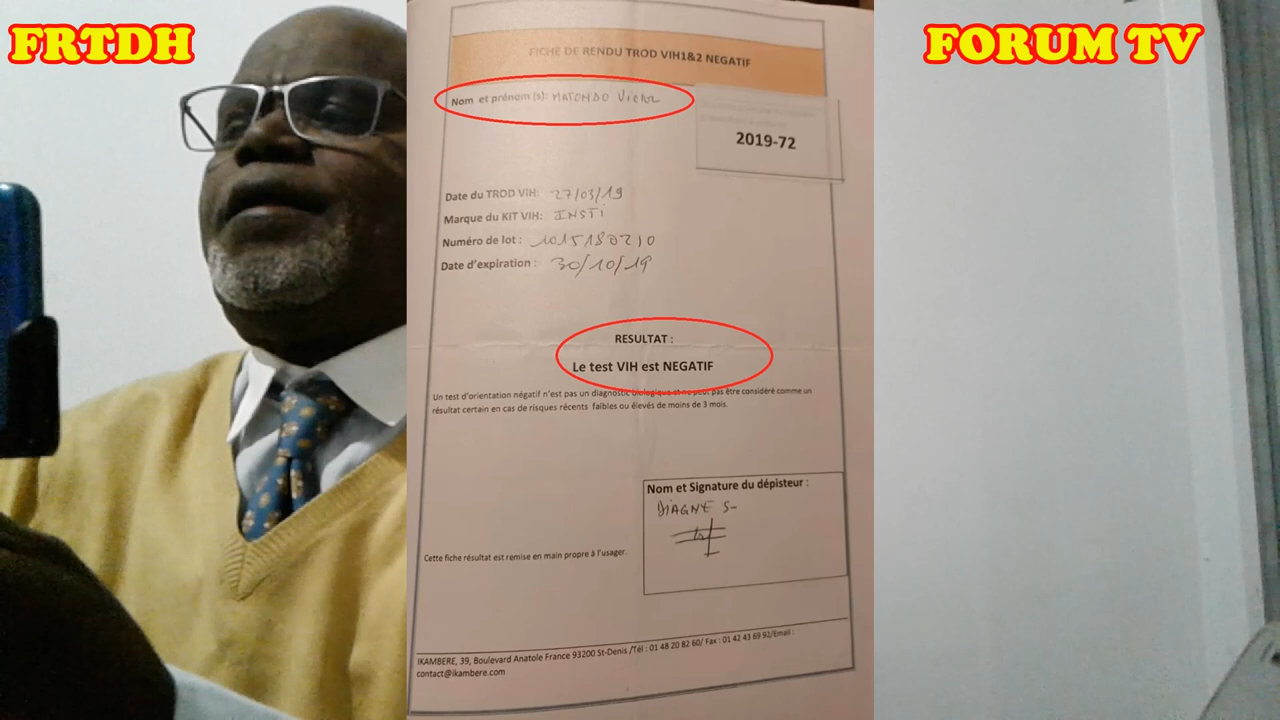 FRTDH
FORUM TV
FICHE DE RENDU TROD VIH1&2 NEGATIF
Nom et prénom (s): MATONDO Victor
2019-72
Date du TROD VIH: 27/03/19
Marque du KIT VIH: INSTI
Numéro de lot : 1015180210
Date d'expiration : 30/10/19
RESULTAT :
Le test VIH est NEGATIF
Un test d'orientation négatif n'est pas un diagnostic biologique et ne peut pas être considéré comme un
résultat certain en cas de risques récents faibles ou élevés de moins de 3 mois.
Nom et Signature du dépisteur :
DIAGNE S-
Cette fiche résultat est remise en main propre à l'usager.
IKAMBERE, 39, Boulevard Anatole France 93200 St-Denis /Tél : 01 48 20 82 60/ Fax : 01 42 43 69 92/Email :
contact@ikambere.com